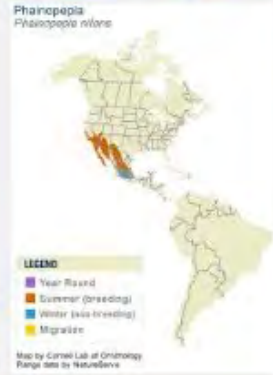 Phainopepla
Phainopepla nitens
LEGEND
Year Round
Summer (breeding)
Winter (non-breeding)
Migration
Map by Cornell Lab of Ornithology
Range data by NatureServe